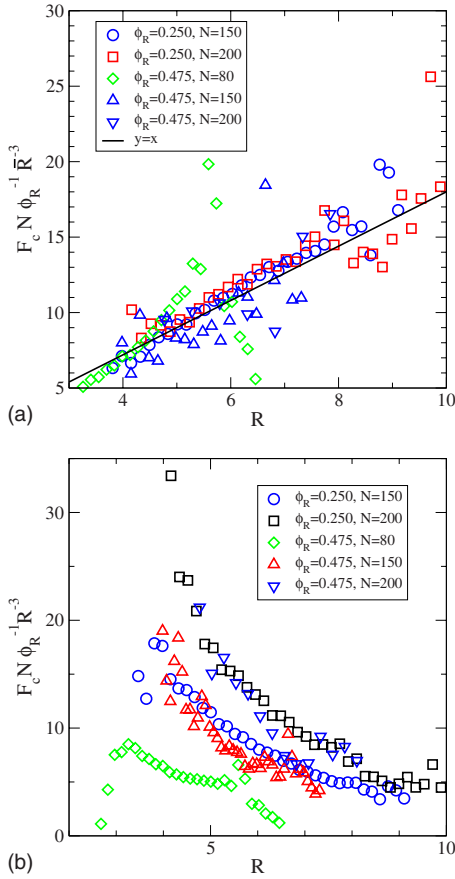 (a)
30
25
20
15
10
5
F_c N ϕ_R^-1 R̄^-3
ϕ_R=0.250, N=150
ϕ_R=0.250, N=200
ϕ_R=0.475, N=80
ϕ_R=0.475, N=150
ϕ_R=0.475, N=200
y=x
4 6 8 10
R
(b)
40
30
20
10
0
F_c N ϕ_R^-1 R^-3
ϕ_R=0.250, N=150
ϕ_R=0.250, N=200
ϕ_R=0.475, N=80
ϕ_R=0.475, N=150
ϕ_R=0.475, N=200
5 10
R